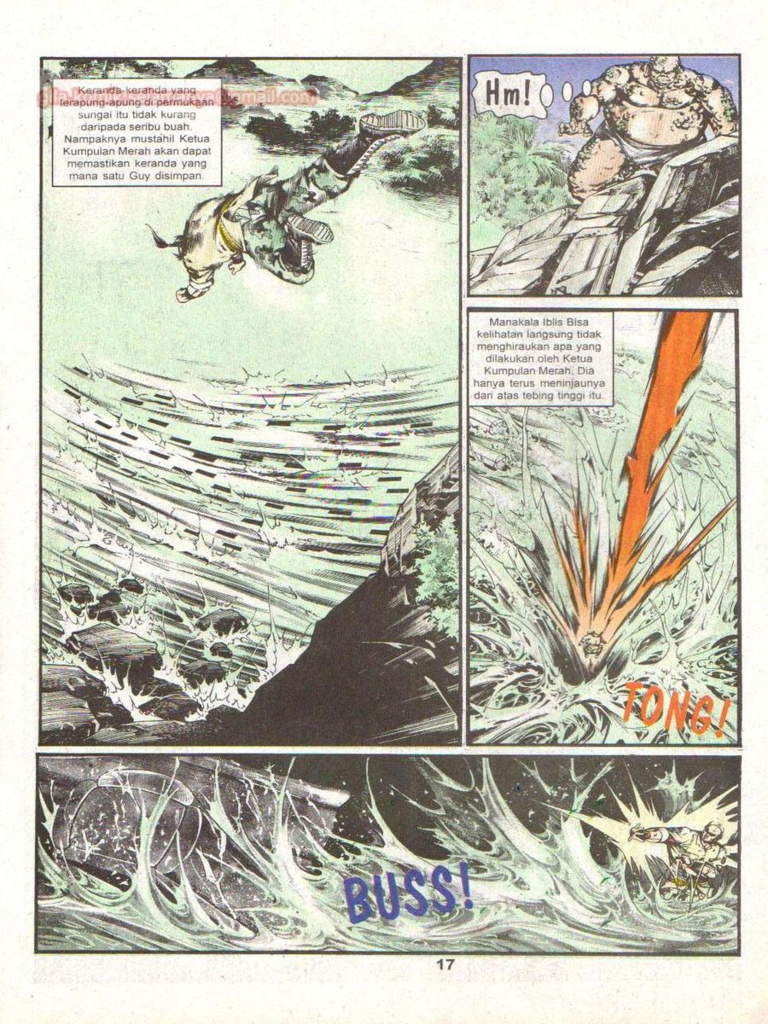 Keranda-keranda yang
terapung-apung di permukaan
sungai itu tidak kurang
daripada seribu buah.
Nampaknya mustahil Ketua
Kumpulan Merah akan dapat
memastikan keranda yang
mana satu Guy disimpan.
Hm!
Manakala Iblis Bisa
kelihatan langsung tidak
menghiraukan apa yang
dilakukan oleh Ketua
Kumpulan Merah. Dia
hanya terus meninjaunya
dari atas tebing tinggi itu.
TONG!
BUSS!
17